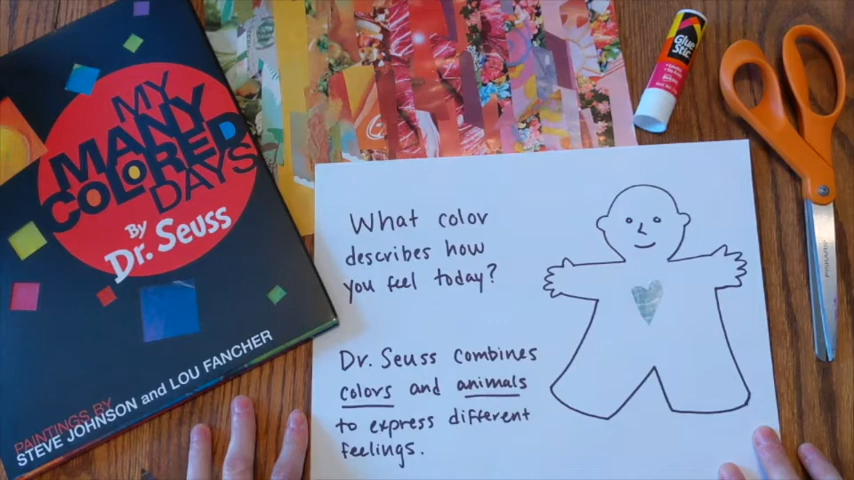 MY
MANY
COLORED
DAYS
BY
Dr. Seuss
PAINTINGS BY
STEVE JOHNSON and LOU FANCHER
Glue
Stic
What color
describes how
you feel today?
Dr. Seuss combines
colors and animals
to express different
feelings.
FISKARS